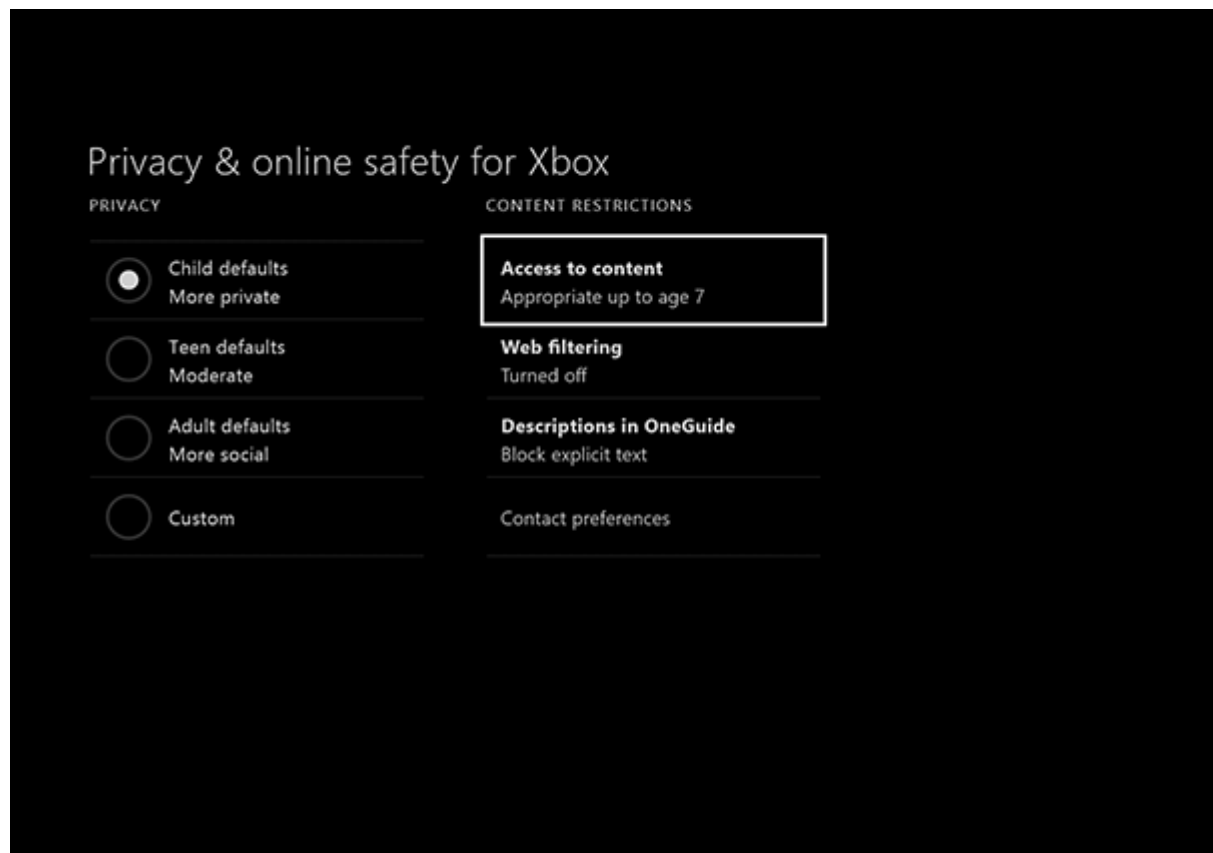 Privacy & online safety for Xbox
PRIVACY
Child defaults
More private
Teen defaults
Moderate
Adult defaults
More social
Custom
CONTENT RESTRICTIONS
Access to content
Appropriate up to age 7
Web filtering
Turned off
Descriptions in OneGuide
Block explicit text
Contact preferences